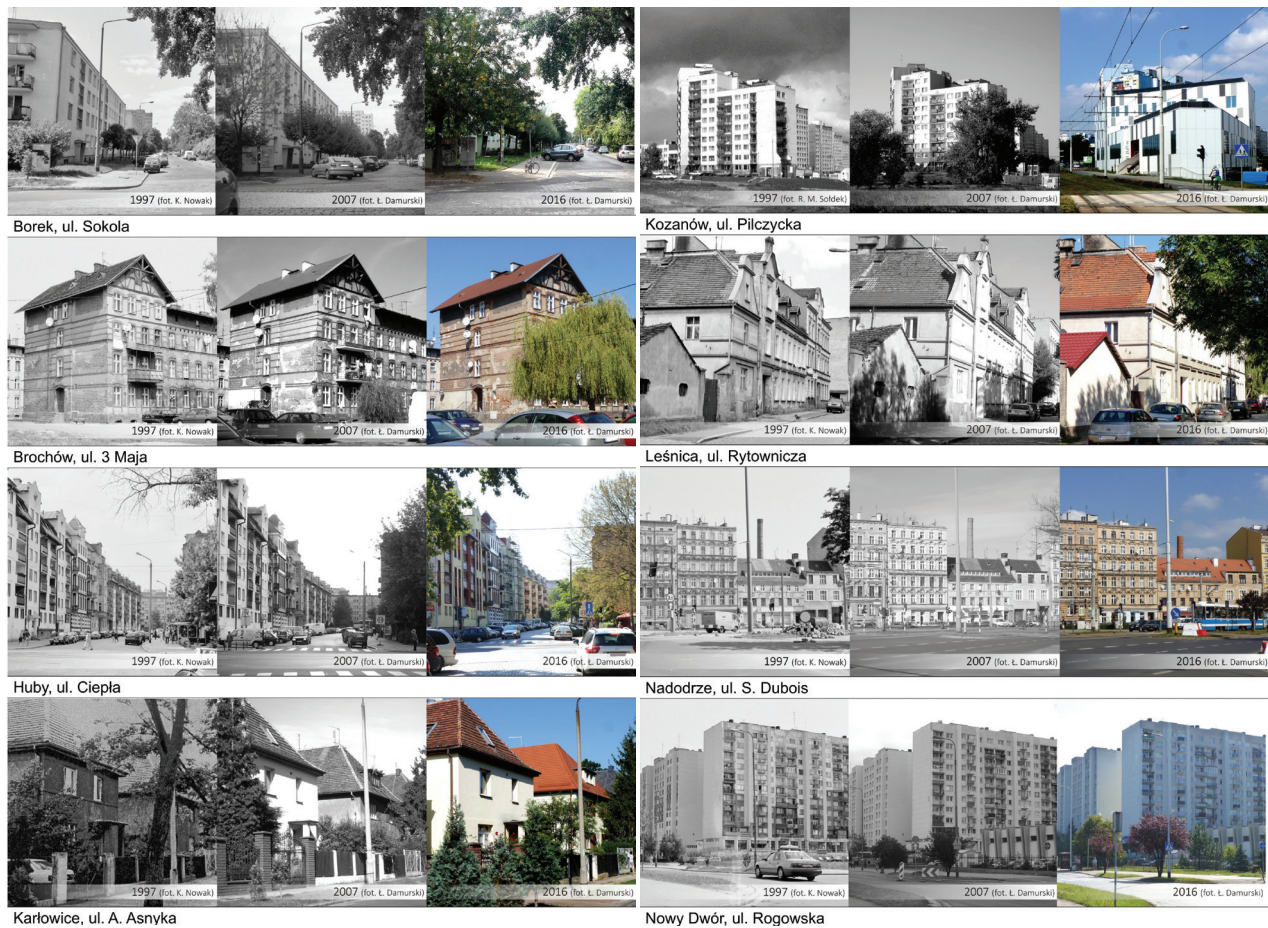 1997 (fot. K. Nowak) 2007 (fot. Ł. Damurski) 2016 (fot. Ł. Damurski)
Borek, ul. Sokola
1997 (fot. R. M. Sołdek) 2007 (fot. Ł. Damurski) 2016 (fot. Ł. Damurski)
Kozanów, ul. Pilczycka
1997 (fot. K. Nowak) 2007 (fot. Ł. Damurski) 2016 (fot. Ł. Damurski)
Brochów, ul. 3 Maja
1997 (fot. K. Nowak) 2007 (fot. Ł. Damurski) 2016 (fot. Ł. Damurski)
Leśnica, ul. Rytownicza
1997 (fot. K. Nowak) 2007 (fot. Ł. Damurski) 2016 (fot. Ł. Damurski)
Huby, ul. Ciepła
1997 (fot. K. Nowak) 2007 (fot. Ł. Damurski) 2016 (fot. Ł. Damurski)
Nadodrze, ul. S. Dubois
1997 (fot. K. Nowak) 2007 (fot. Ł. Damurski) 2016 (fot. Ł. Damurski)
Karłowice, ul. A. Asnyka
1997 (fot. K. Nowak) 2007 (fot. Ł. Damurski) 2016 (fot. Ł. Damurski)
Nowy Dwór, ul. Rogowska